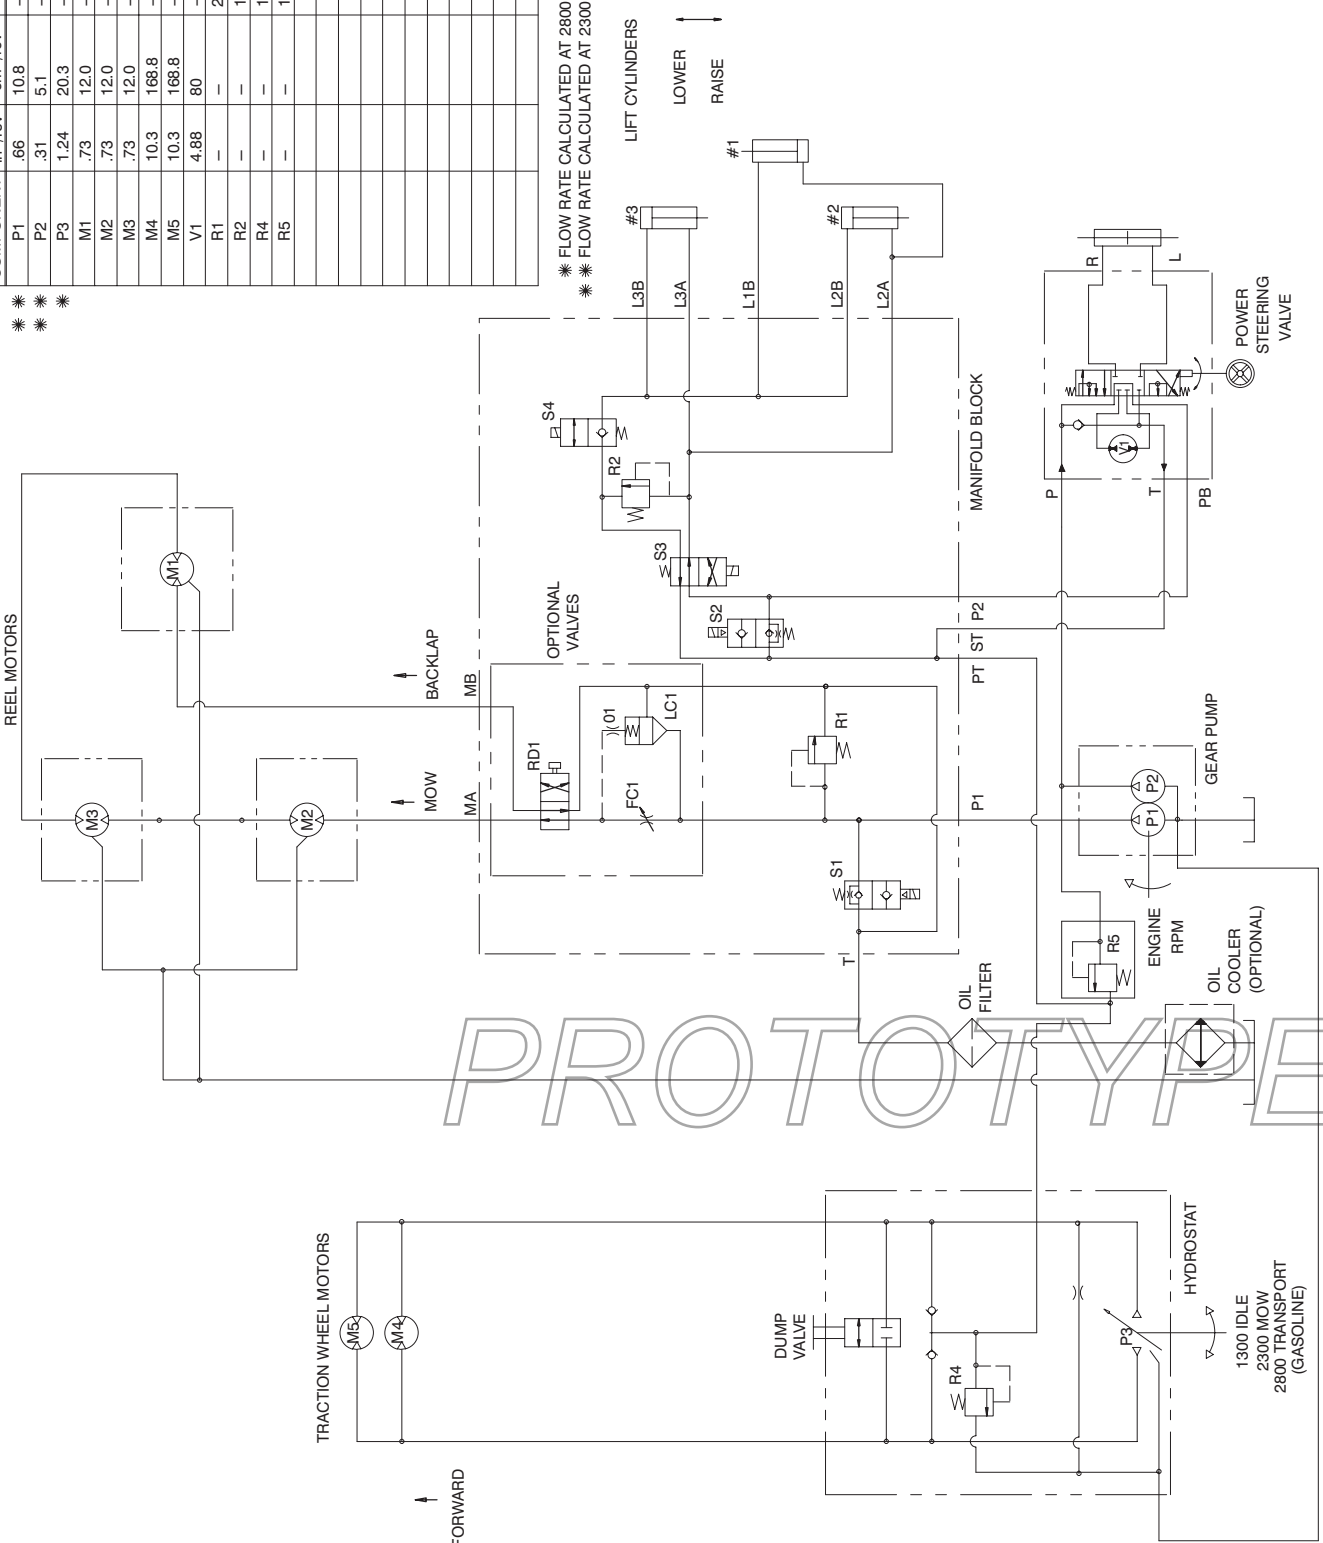 P1 .66 10.8 –
P2 .31 5.1 –
P3 1.24 20.3 –
M1 .73 12.0 –
M2 .73 12.0 –
M3 .73 12.0 –
M4 10.3 168.8 –
M5 10.3 168.8 –
V1 4.88 80 –
R1 – –
R2 – –
R4 – –
R5 – –
✱ ✱
✱ ✱
✱
✱ FLOW RATE CALCULATED AT 2800
✱ ✱ FLOW RATE CALCULATED AT 2300
LIFT CYLINDERS
LOWER
RAISE
#3
#1
#2
L3B
L3A
L1B
L2B
L2A
R
L
POWER
STEERING
VALVE
V1
P
T
PB
MANIFOLD BLOCK
S4
R2
S3
S2
P2
ST
PT
OPTIONAL
VALVES
REEL MOTORS
M1
M3
M2
BACKLAP
MB
MOW
MA
RD1
01
LC1
FC1
R1
S1
P1
T
GEAR PUMP
P2
P1
ENGINE
RPM
R5
OIL
FILTER
OIL
COOLER
(OPTIONAL)
PROTOTYPE
TRACTION WHEEL MOTORS
M5
M4
FORWARD
DUMP
VALVE
R4
P3
HYDROSTAT
1300 IDLE
2300 MOW
2800 TRANSPORT
(GASOLINE)